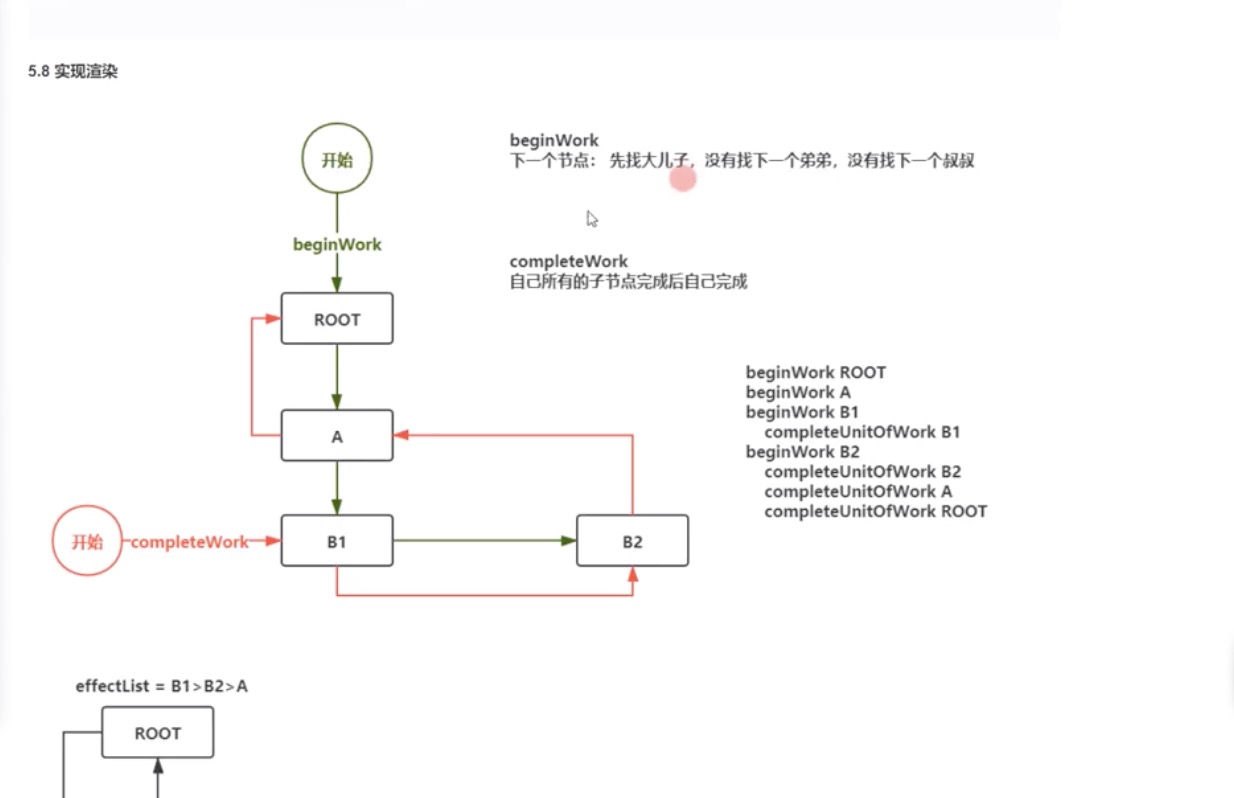 5.8 实现渲染
开始
beginWork
下一个节点： 先找大儿子，没有找下一个弟弟，没有找下一个叔叔
beginWork
completeWork
自己所有的子节点完成后自己完成
ROOT
beginWork ROOT
beginWork A
beginWork B1
completeUnitOfWork B1
beginWork B2
completeUnitOfWork B2
completeUnitOfWork A
completeUnitOfWork ROOT
A
开始
completeWork
B1
B2
effectList = B1>B2>A
ROOT